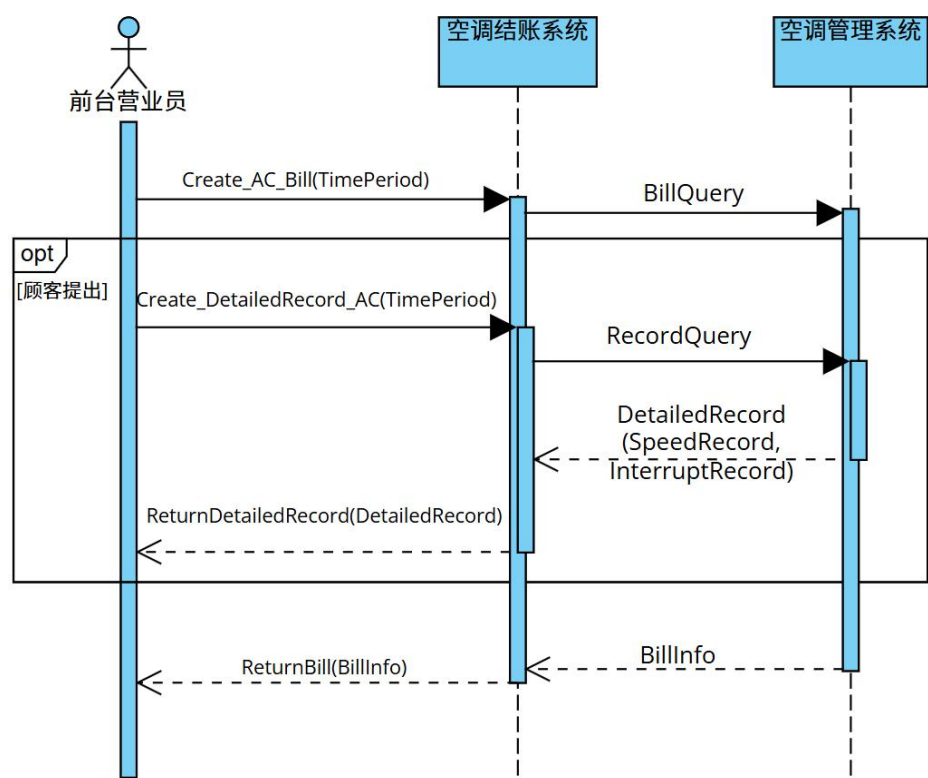 空调结账系统
空调管理系统
前台营业员
Create_AC_Bill(TimePeriod)
BillQuery
opt
[顾客提出]
Create_DetailedRecord_AC(TimePeriod)
RecordQuery
DetailedRecord
(SpeedRecord,
InterruptRecord)
ReturnDetailedRecord(DetailedRecord)
BillInfo
ReturnBill(BillInfo)